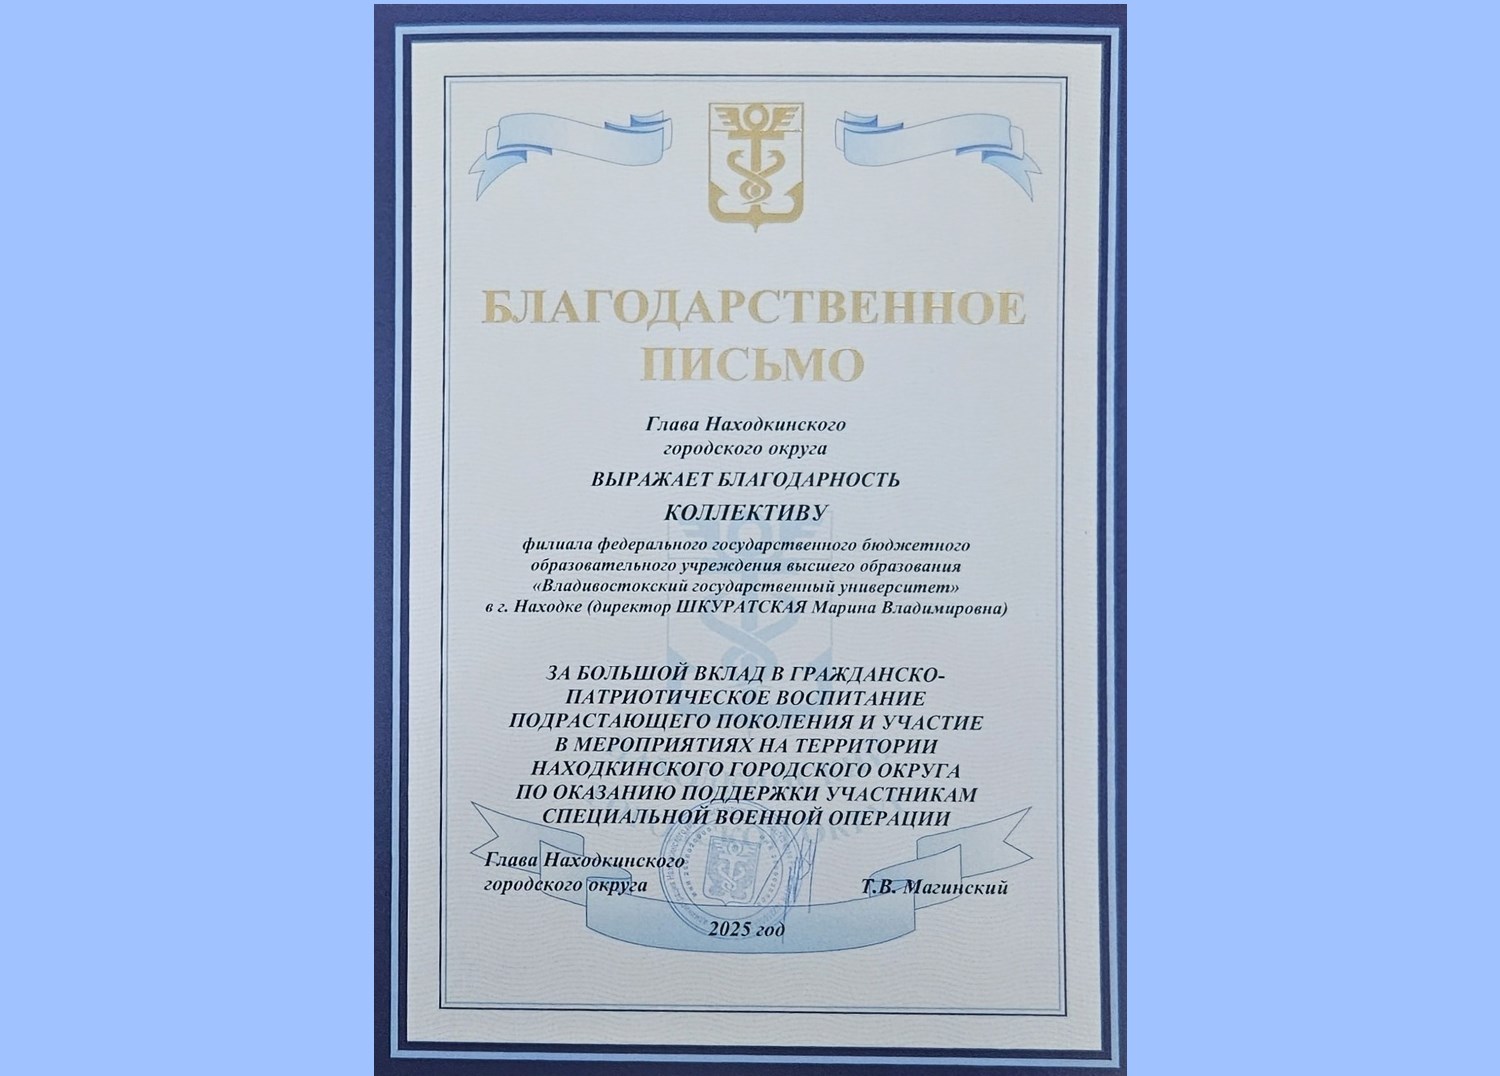 БЛАГОДАРСТВЕННОЕ
ПИСЬМО
Глава Находкинского
городского округа
ВЫРАЖАЕТ БЛАГОДАРНОСТЬ
КОЛЛЕКТИВУ
филиала федерального государственного бюджетного
образовательного учреждения высшего образования
«Владивостокский государственный университет»
в г. Находке (директор ШКУРАТСКАЯ Марина Владимировна)
ЗА БОЛЬШОЙ ВКЛАД В ГРАЖДАНСКО-
ПАТРИОТИЧЕСКОЕ ВОСПИТАНИЕ
ПОДРАСТАЮЩЕГО ПОКОЛЕНИЯ И УЧАСТИЕ
В МЕРОПРИЯТИЯХ НА ТЕРРИТОРИИ
НАХОДКИНСКОГО ГОРОДСКОГО ОКРУГА
ПО ОКАЗАНИЮ ПОДДЕРЖКИ УЧАСТНИКАМ
СПЕЦИАЛЬНОЙ ВОЕННОЙ ОПЕРАЦИИ
Глава Находкинского
городского округа
Т.В. Магинский
2025 год